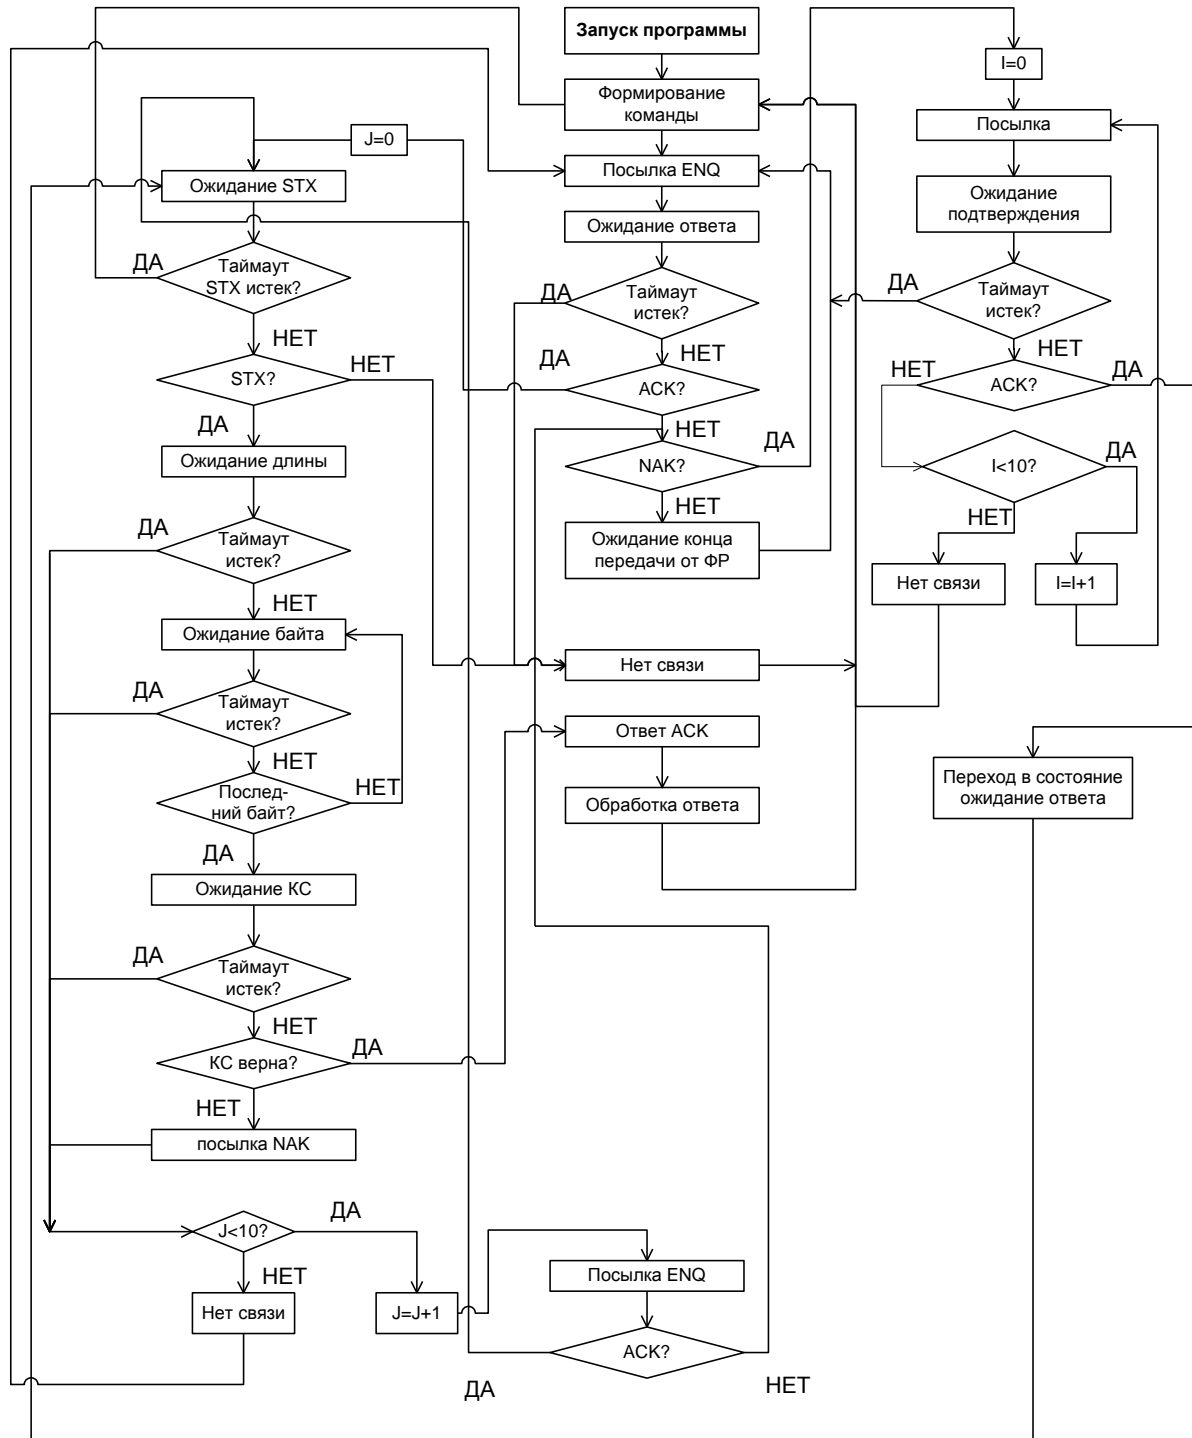 Запуск программы
I=0
Формирование
команды
Посылка
J=0
Посылка ENQ
Ожидание STX
Ожидание
подтверждения
Ожидание ответа
ДА
Таймаут
STX истек?
ДА
Таймаут
истек?
ДА
Таймаут
истек?
НЕТ
НЕТ
НЕТ
STX?
НЕТ
ДА
ACK?
НЕТ
ACK?
ДА
ДА
НЕТ
ДА
Ожидание длины
NAK?
I<10?
ДА
НЕТ
НЕТ
ДА
Таймаут
истек?
Ожидание конца
передачи от ФР
Нет связи
I=I+1
НЕТ
Ожидание байта
Нет связи
ДА
Таймаут
истек?
Ответ ACK
НЕТ
Послед-
ний байт?
НЕТ
Обработка ответа
Переход в состояние
ожидание ответа
ДА
Ожидание КС
ДА
Таймаут
истек?
НЕТ
КС верна?
ДА
НЕТ
посылка NAK
J<10?
ДА
НЕТ
Посылка ENQ
Нет связи
J=J+1
ACK?
ДА
НЕТ